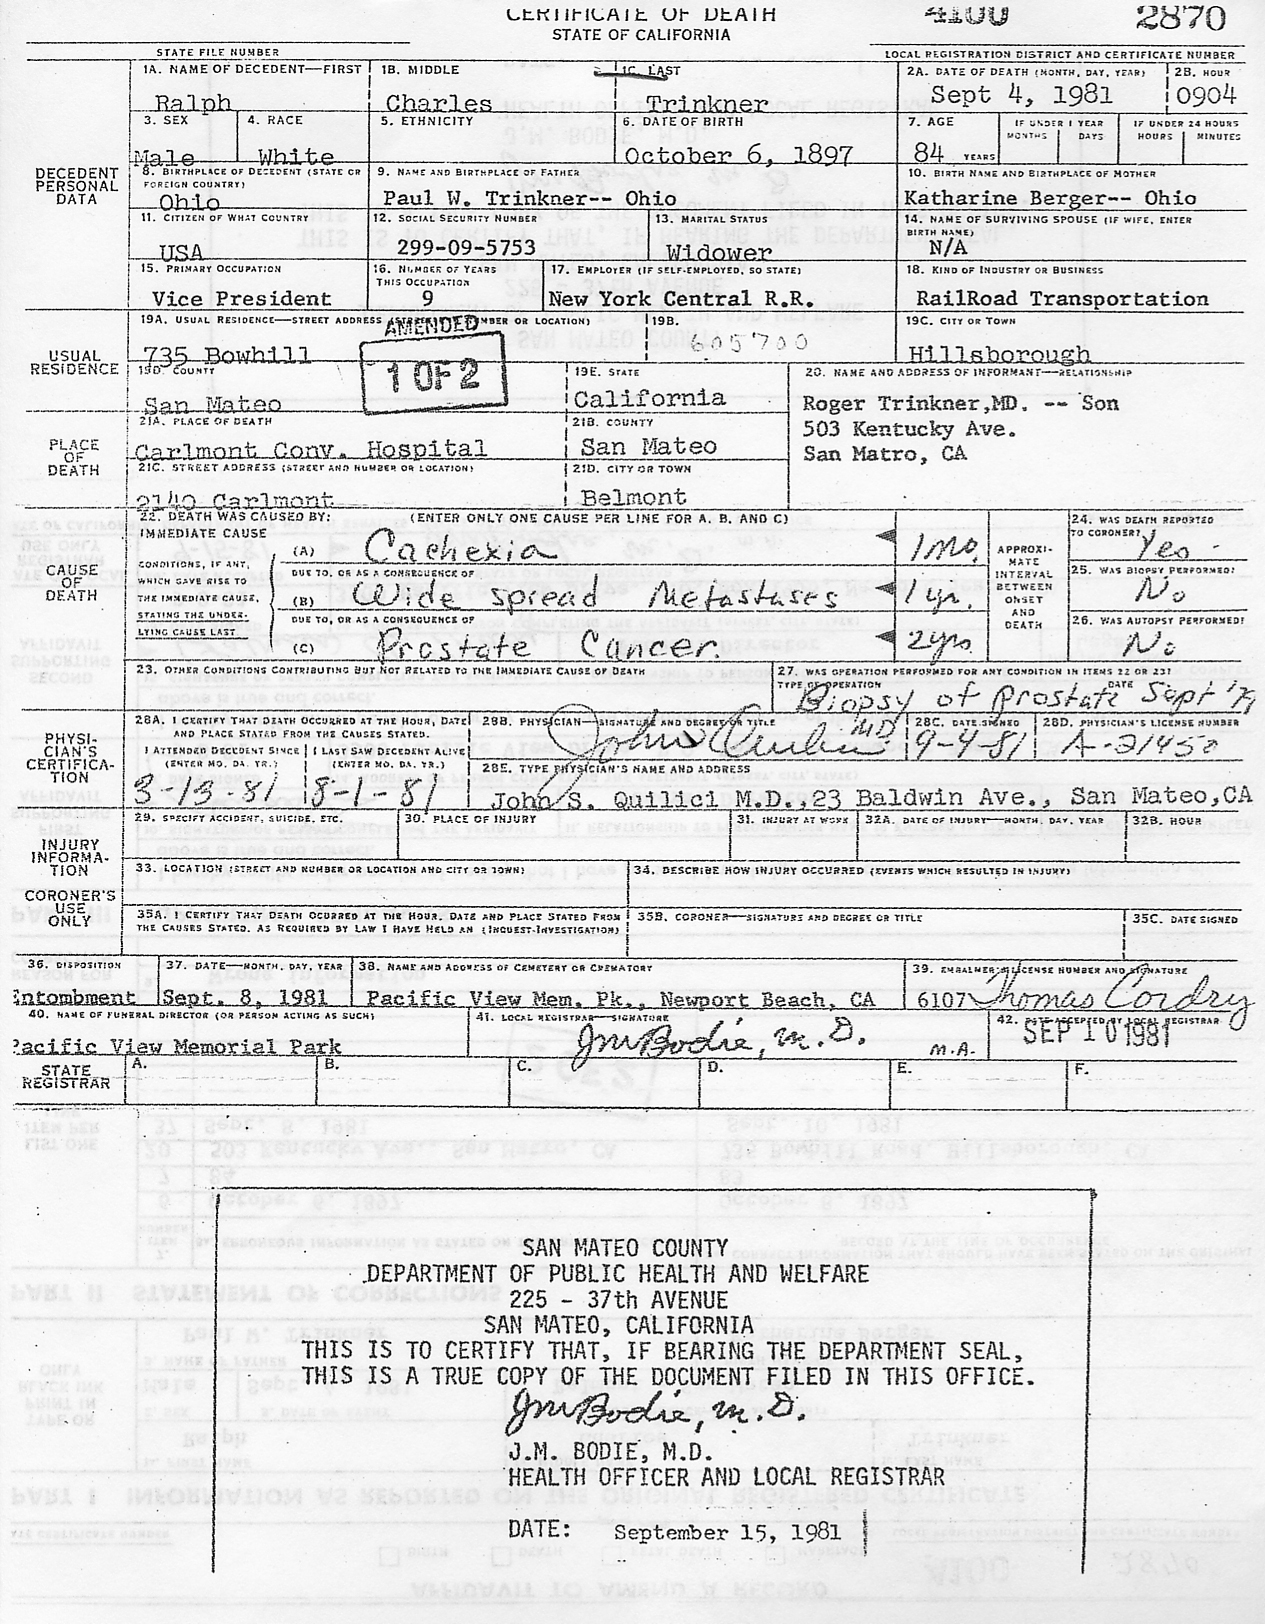 CERTIFICATE OF DEATH
STATE OF CALIFORNIA
4100 2870
STATE FILE NUMBER
LOCAL REGISTRATION DISTRICT AND CERTIFICATE NUMBER
DECEDENT PERSONAL DATA
1A. NAME OF DECEDENT—FIRST 1B. MIDDLE 1C. LAST 2A. DATE OF DEATH (MONTH, DAY, YEAR) 2B. HOUR
Ralph Charles Trinkner Sept 4, 1981 0904
3. SEX 4. RACE 5. ETHNICITY 6. DATE OF BIRTH 7. AGE IF UNDER 1 YEAR MONTHS DAYS IF UNDER 24 HOURS HOURS MINUTES
Male White October 6, 1897 84 YEARS
8. BIRTHPLACE OF DECEDENT (STATE OR FOREIGN COUNTRY) 9. NAME AND BIRTHPLACE OF FATHER 10. BIRTH NAME AND BIRTHPLACE OF MOTHER
Ohio Paul W. Trinkner-- Ohio Katharine Berger-- Ohio
11. CITIZEN OF WHAT COUNTRY 12. SOCIAL SECURITY NUMBER 13. MARITAL STATUS 14. NAME OF SURVIVING SPOUSE (IF WIFE, ENTER BIRTH NAME)
USA 299-09-5753 Widower N/A
15. PRIMARY OCCUPATION 16. NUMBER OF YEARS THIS OCCUPATION 17. EMPLOYER (IF SELF-EMPLOYED, SO STATE) 18. KIND OF INDUSTRY OR BUSINESS
Vice President 9 New York Central R.R. RailRoad Transportation
USUAL RESIDENCE
19A. USUAL RESIDENCE—STREET ADDRESS (STREET AND NUMBER OR LOCATION) 19B. 19C. CITY OR TOWN
AMENDED
1 OF 2
735 Bowhill 605700 Hillsborough
19D. COUNTY 19E. STATE 20. NAME AND ADDRESS OF INFORMANT—RELATIONSHIP
San Mateo California
Roger Trinkner,MD. -- Son
503 Kentucky Ave.
San Matro, CA
PLACE OF DEATH
21A. PLACE OF DEATH 21B. COUNTY
Carlmont Conv. Hospital San Mateo
21C. STREET ADDRESS (STREET AND NUMBER OR LOCATION) 21D. CITY OR TOWN
2140 Carlmont Belmont
CAUSE OF DEATH
22. DEATH WAS CAUSED BY: (ENTER ONLY ONE CAUSE PER LINE FOR A, B, AND C)
IMMEDIATE CAUSE
(A) Cachexia 1 mo.
CONDITIONS, IF ANY, WHICH GAVE RISE TO THE IMMEDIATE CAUSE, STATING THE UNDERLYING CAUSE LAST
DUE TO, OR AS A CONSEQUENCE OF
(B) Wide spread Metastases 1 yr.
DUE TO, OR AS A CONSEQUENCE OF
(C) Prostate Cancer. 2 yrs.
APPROXIMATE INTERVAL BETWEEN ONSET AND DEATH
24. WAS DEATH REPORTED TO CORONER?
Yes
25. WAS BIOPSY PERFORMED?
No
26. WAS AUTOPSY PERFORMED?
No
23. OTHER CONDITIONS CONTRIBUTING BUT NOT RELATED TO THE IMMEDIATE CAUSE OF DEATH
27. WAS OPERATION PERFORMED FOR ANY CONDITION IN ITEMS 22 OR 23?
TYPE OF OPERATION DATE
Biopsy of Prostate Sept '79
PHYSICIAN'S CERTIFICATION
28A. I CERTIFY THAT DEATH OCCURRED AT THE HOUR, DATE AND PLACE STATED FROM THE CAUSES STATED.
I ATTENDED DECEDENT SINCE (ENTER MO. DA. YR.) I LAST SAW DECEDENT ALIVE (ENTER MO. DA. YR.)
3-13-81 8-1-81
28B. PHYSICIAN—SIGNATURE AND DEGREE OR TITLE 28C. DATE SIGNED 28D. PHYSICIAN'S LICENSE NUMBER
John S Quilici MD 9-4-81 A-21450
28E. TYPE PHYSICIAN'S NAME AND ADDRESS
John S. Quilici M.D.,23 Baldwin Ave., San Mateo,CA
INJURY INFORMATION
29. SPECIFY ACCIDENT, SUICIDE, ETC. 30. PLACE OF INJURY 31. INJURY AT WORK 32A. DATE OF INJURY—MONTH, DAY, YEAR 32B. HOUR
33. LOCATION (STREET AND NUMBER OR LOCATION AND CITY OR TOWN) 34. DESCRIBE HOW INJURY OCCURRED (EVENTS WHICH RESULTED IN INJURY)
CORONER'S USE ONLY
35A. I CERTIFY THAT DEATH OCURRED AT THE HOUR, DATE AND PLACE STATED FROM THE CAUSES STATED, AS REQUIRED BY LAW I HAVE HELD AN (INQUEST-INVESTIGATION) 35B. CORONER—SIGNATURE AND DEGREE OR TITLE 35C. DATE SIGNED
36. DISPOSITION 37. DATE—MONTH, DAY, YEAR 38. NAME AND ADDRESS OF CEMETERY OR CREMATORY 39. EMBALMER'S LICENSE NUMBER AND SIGNATURE
Entombment Sept. 8, 1981 Pacific View Mem. Pk., Newport Beach, CA 6107 Thomas Cordry
40. NAME OF FUNERAL DIRECTOR (OR PERSON ACTING AS SUCH) 41. LOCAL REGISTRAR—SIGNATURE 42. DATE ACCEPTED BY LOCAL REGISTRAR
Pacific View Memorial Park JM Bodie, M.D. M.A. SEP 10 1981
STATE REGISTRAR A. B. C. D. E. F.
SAN MATEO COUNTY
DEPARTMENT OF PUBLIC HEALTH AND WELFARE
225 - 37th AVENUE
SAN MATEO, CALIFORNIA
THIS IS TO CERTIFY THAT, IF BEARING THE DEPARTMENT SEAL,
THIS IS A TRUE COPY OF THE DOCUMENT FILED IN THIS OFFICE.
JM Bodie, M.D.
J.M. BODIE, M.D.
HEALTH OFFICER AND LOCAL REGISTRAR
DATE: September 15, 1981